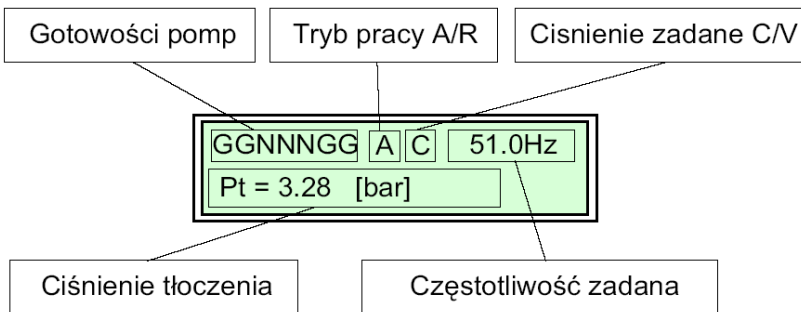 Gotowości pomp
Tryb pracy A/R
Cisnienie zadane C/V
GGNNNGG A C 51.0Hz
Pt = 3.28 [bar]
Ciśnienie tłoczenia
Częstotliwość zadana